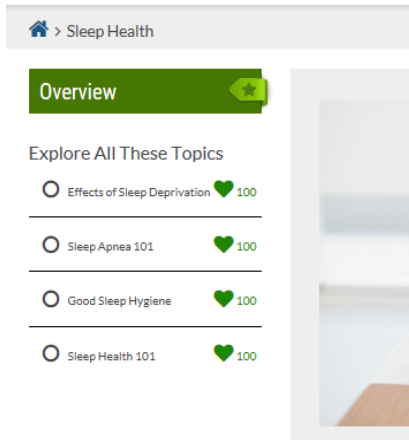 > Sleep Health
Overview
Explore All These Topics
Effects of Sleep Deprivation 100
Sleep Apnea 101 100
Good Sleep Hygiene 100
Sleep Health 101 100